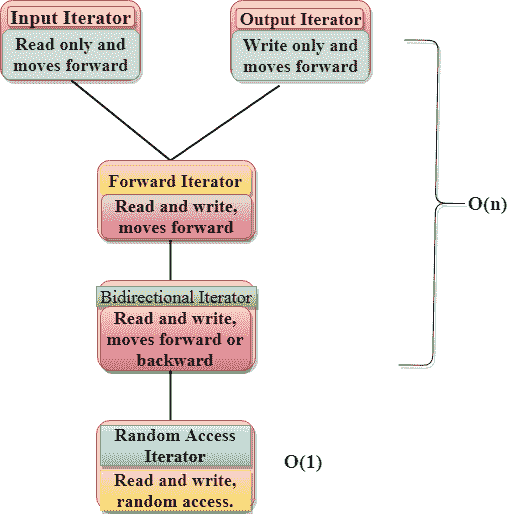 Input Iterator
Read only and
moves forward
Output Iterator
Write only and
moves forward
Forward Iterator
Read and write,
moves forward
O(n)
Bidirectional Iterator
Read and write,
moves forward or
backward
Random Access
Iterator
Read and write,
random access.
O(1)